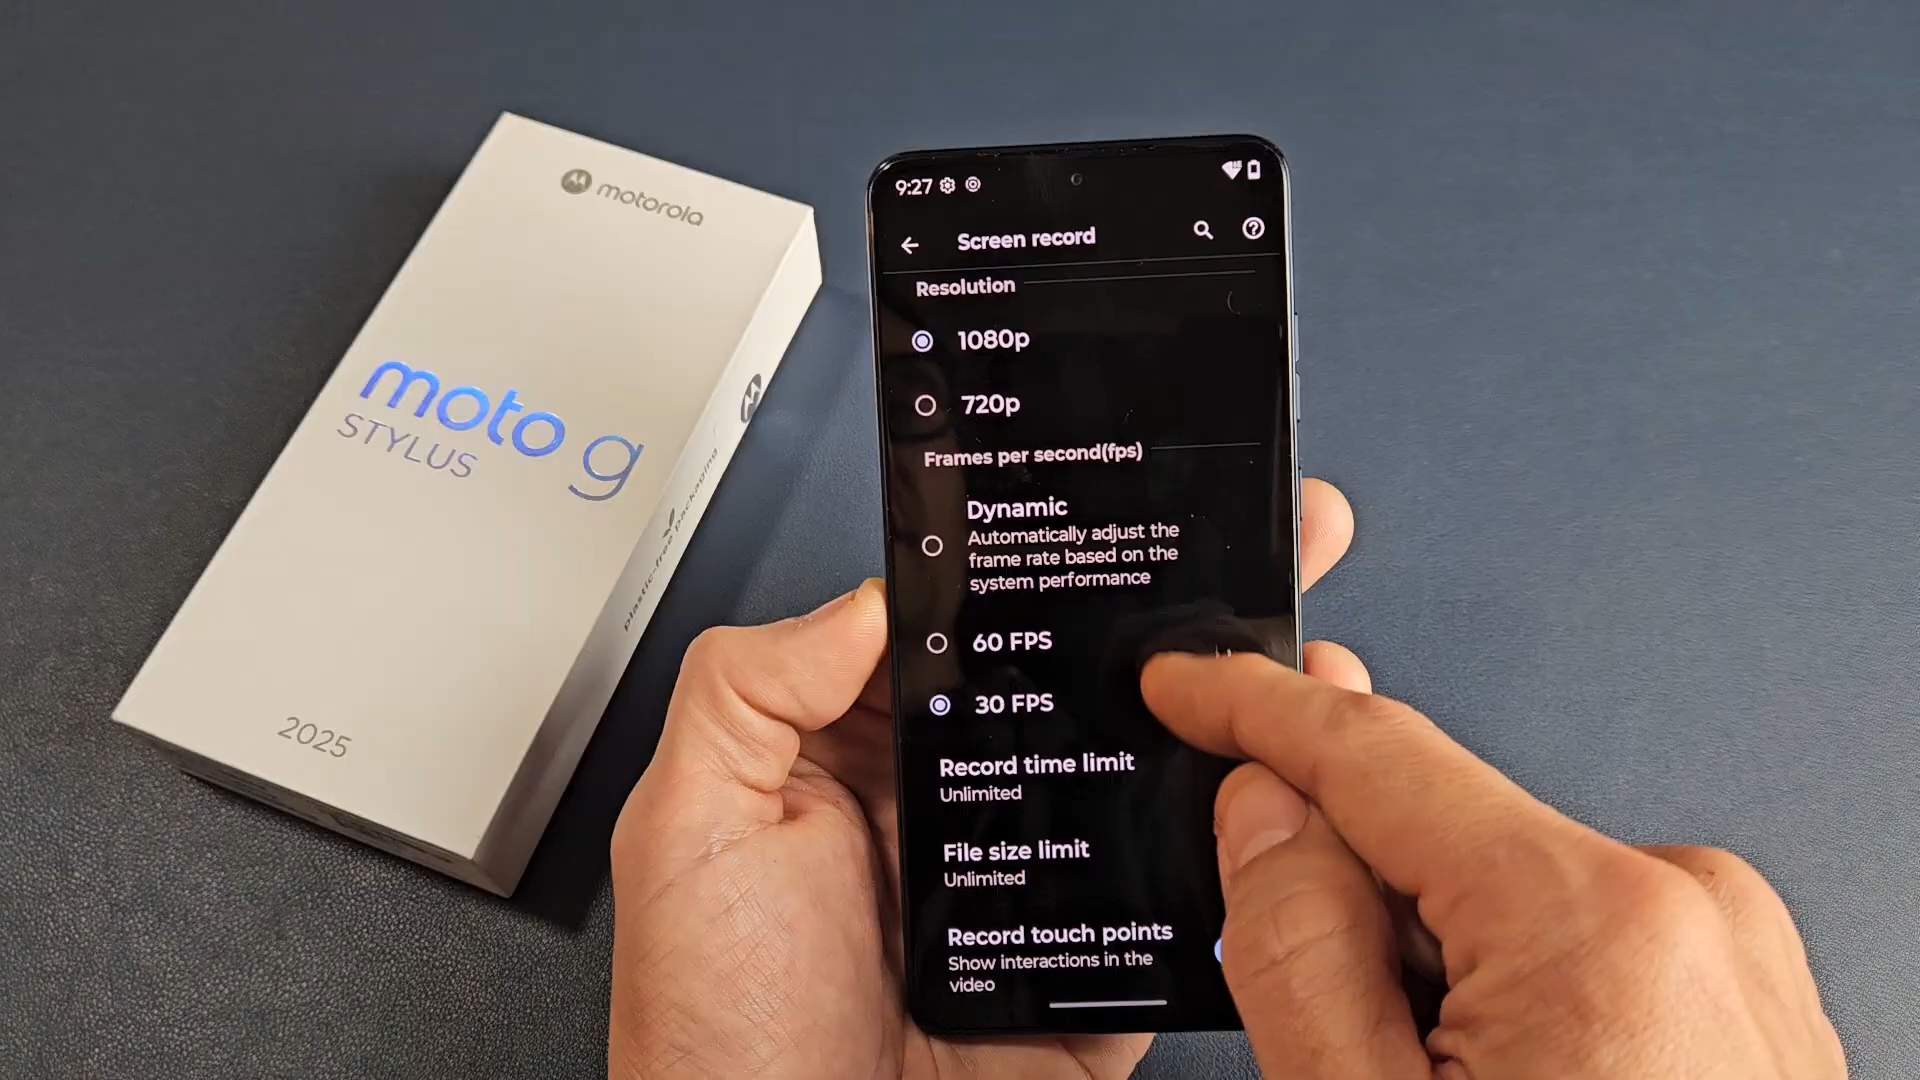 motorola
moto g
STYLUS
2025
plastic-free packaging
9:27
Screen record
Resolution
1080p
720p
Frames per second(fps)
Dynamic
Automatically adjust the
frame rate based on the
system performance
60 FPS
30 FPS
Record time limit
Unlimited
File size limit
Unlimited
Record touch points
Show interactions in the
video